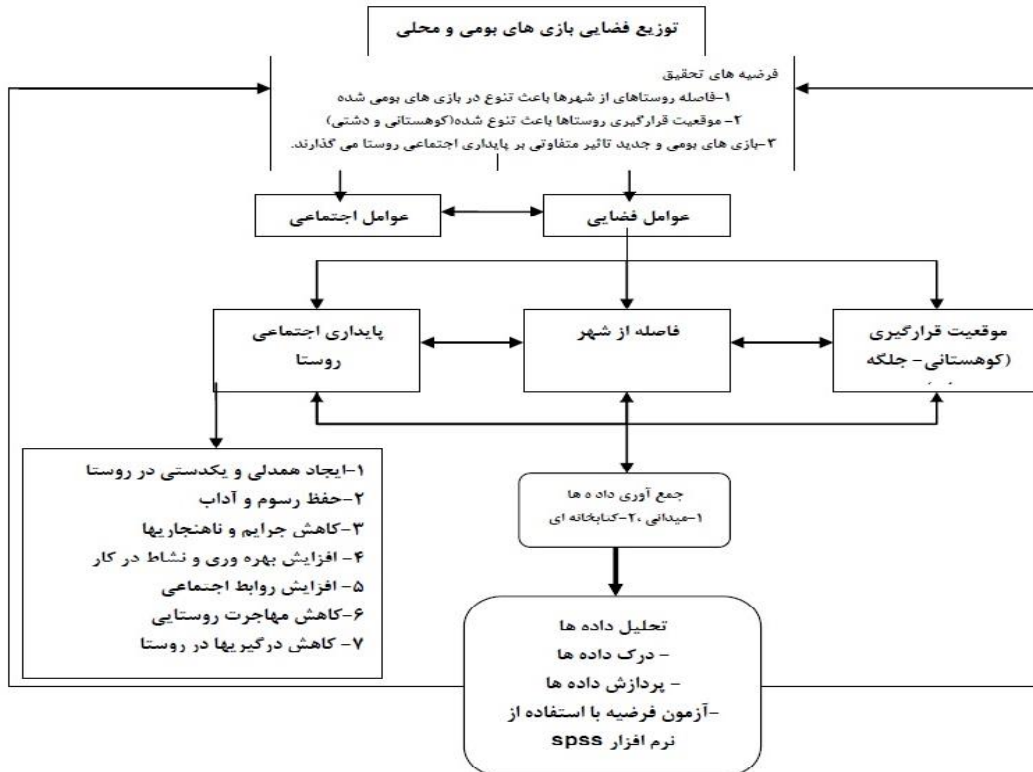 توزیع فضایی بازی های بومی و محلی
فرضیه های تحقیق
۱-فاصله روستاهای از شهرها باعث تنوع در بازی های بومی شده
۲- موقعیت قرارگیری روستاها باعث تنوع شده(کوهستانی و دشتی)
۳-بازی های بومی و جدید تاثیر متفاوتی بر پایداری اجتماعی روستا می گذارند.
عوامل فضایی
عوامل اجتماعی
موقعیت قرارگیری
(کوهستانی- جلگه
فاصله از شهر
پایداری اجتماعی
روستا
۱-ایجاد همدلی و یکدستی در روستا
۲-حفظ رسوم و آداب
۳-کاهش جرایم و ناهنجاریها
۴- افزایش بهره وری و نشاط در کار
۵- افزایش روابط اجتماعی
۶-کاهش مهاجرت روستایی
۷- کاهش درگیریها در روستا
جمع آوری داده ها
۱-میدانی ،۲-کتابخانه ای
تحلیل داده ها
- درک داده ها
- پردازش داده ها
-آزمون فرضیه با استفاده از
نرم افزار spss